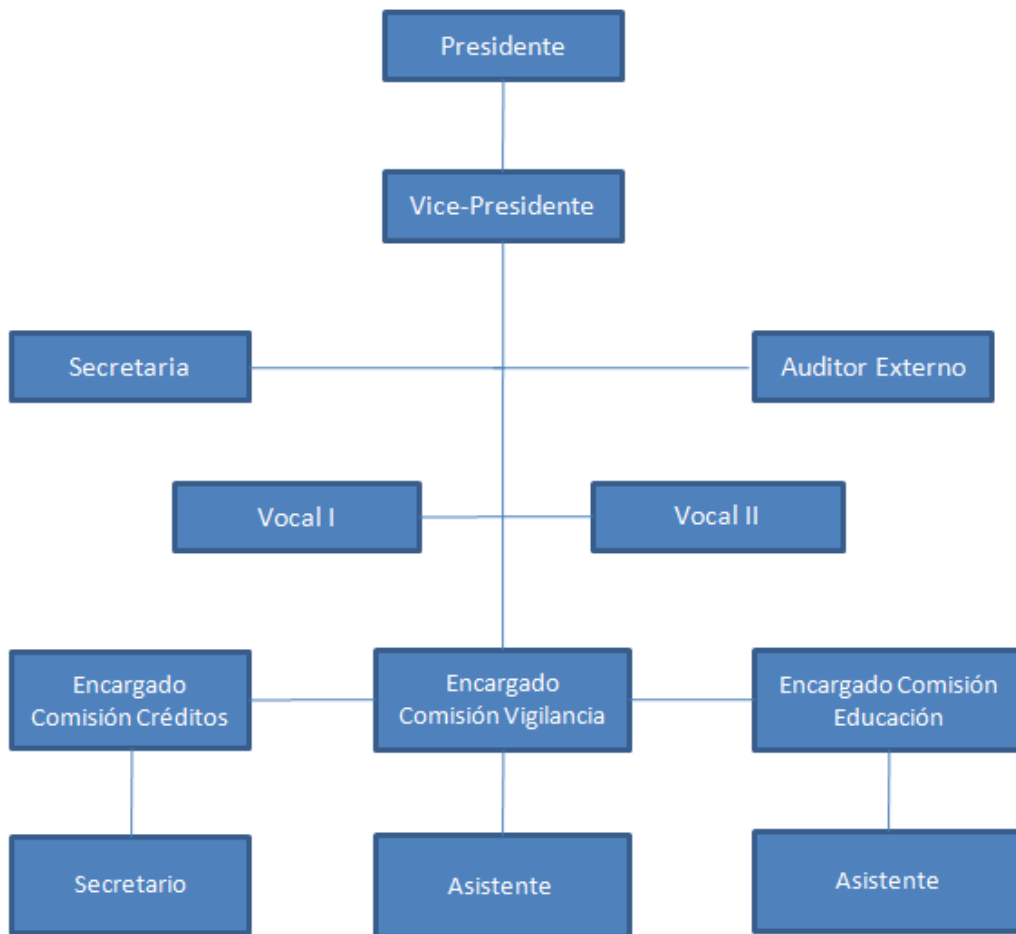 Presidente
Vice-Presidente
Secretaria
Auditor Externo
Vocal I
Vocal II
Encargado
Comisión Créditos
Encargado
Comisión Vigilancia
Encargado Comisión
Educación
Secretario
Asistente
Asistente